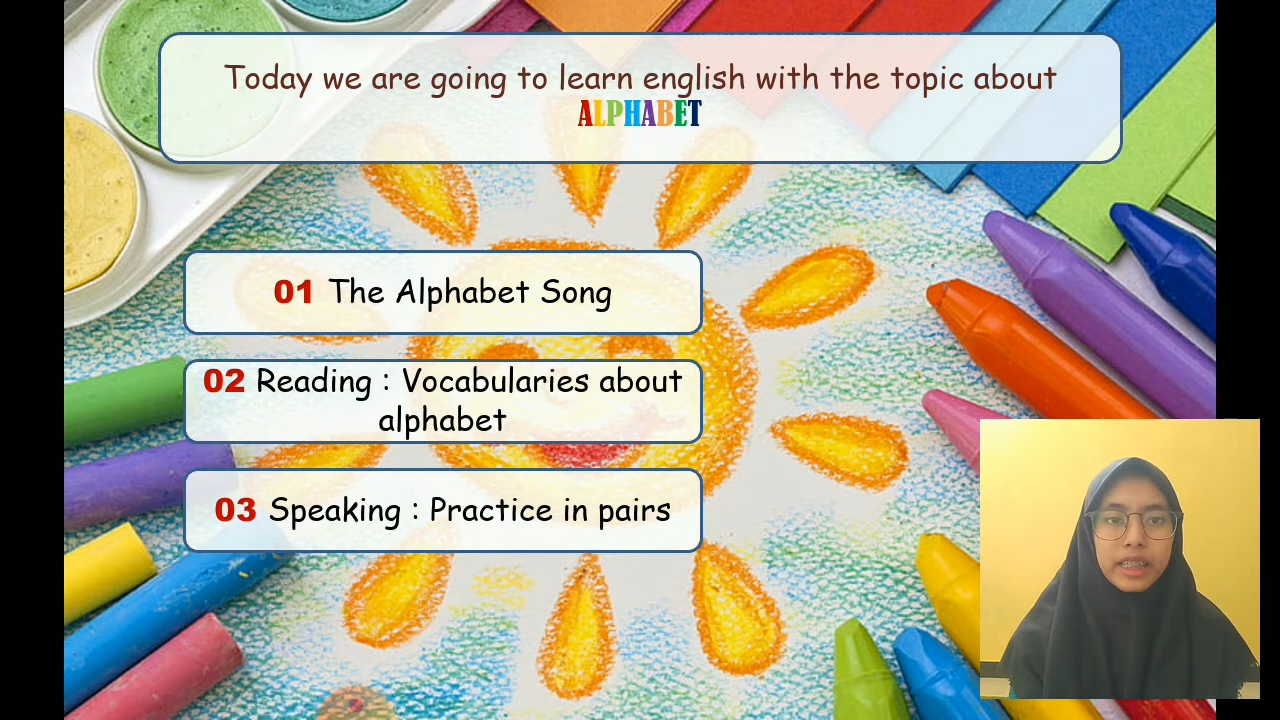 Today we are going to learn english with the topic about
ALPHABET
01 The Alphabet Song
02 Reading : Vocabularies about
alphabet
03 Speaking : Practice in pairs